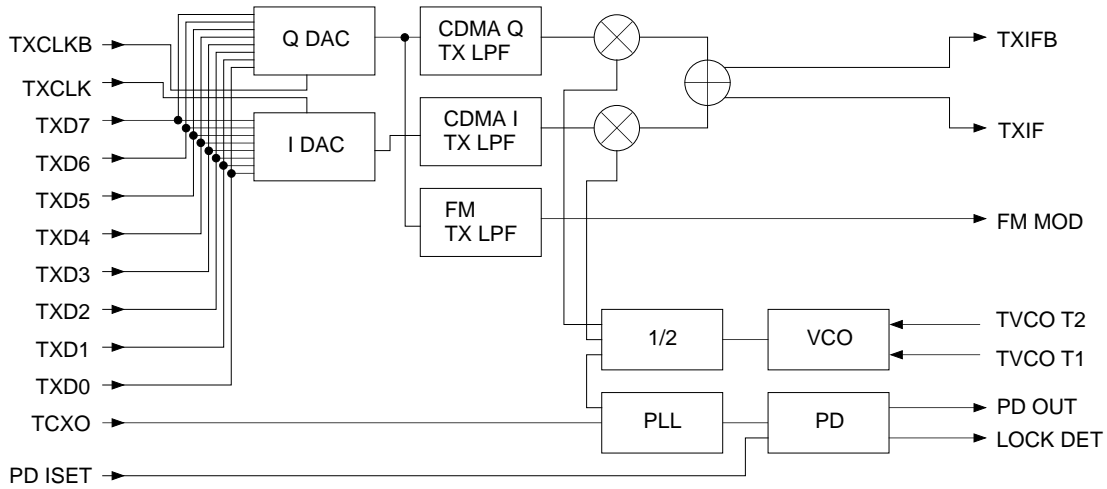 TXCLKB
TXCLK
TXD7
TXD6
TXD5
TXD4
TXD3
TXD2
TXD1
TXD0
TCXO
PD ISET
Q DAC
I DAC
CDMA Q
TX LPF
CDMA I
TX LPF
FM
TX LPF
1/2
VCO
PLL
PD
TXIFB
TXIF
FM MOD
TVCO T2
TVCO T1
PD OUT
LOCK DET